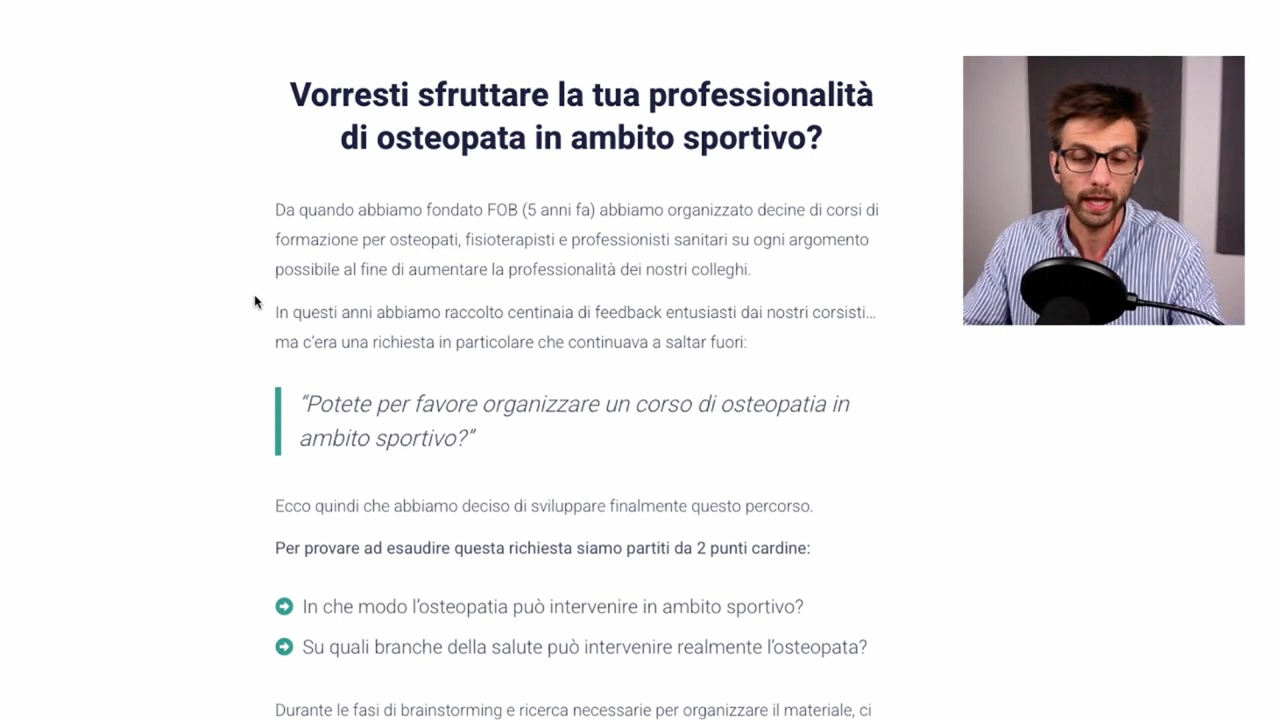 Vorresti sfruttare la tua professionalità
di osteopata in ambito sportivo?
Da quando abbiamo fondato FOB (5 anni fa) abbiamo organizzato decine di corsi di
formazione per osteopati, fisioterapisti e professionisti sanitari su ogni argomento
possibile al fine di aumentare la professionalità dei nostri colleghi.
In questi anni abbiamo raccolto centinaia di feedback entusiasti dai nostri corsisti...
ma c'era una richiesta in particolare che continuava a saltar fuori:
“Potete per favore organizzare un corso di osteopatia in
ambito sportivo?”
Ecco quindi che abbiamo deciso di sviluppare finalmente questo percorso.
Per provare ad esaudire questa richiesta siamo partiti da 2 punti cardine:
In che modo l'osteopatia può intervenire in ambito sportivo?
Su quali branche della salute può intervenire realmente l'osteopata?
Durante le fasi di brainstorming e ricerca necessarie per organizzare il materiale, ci